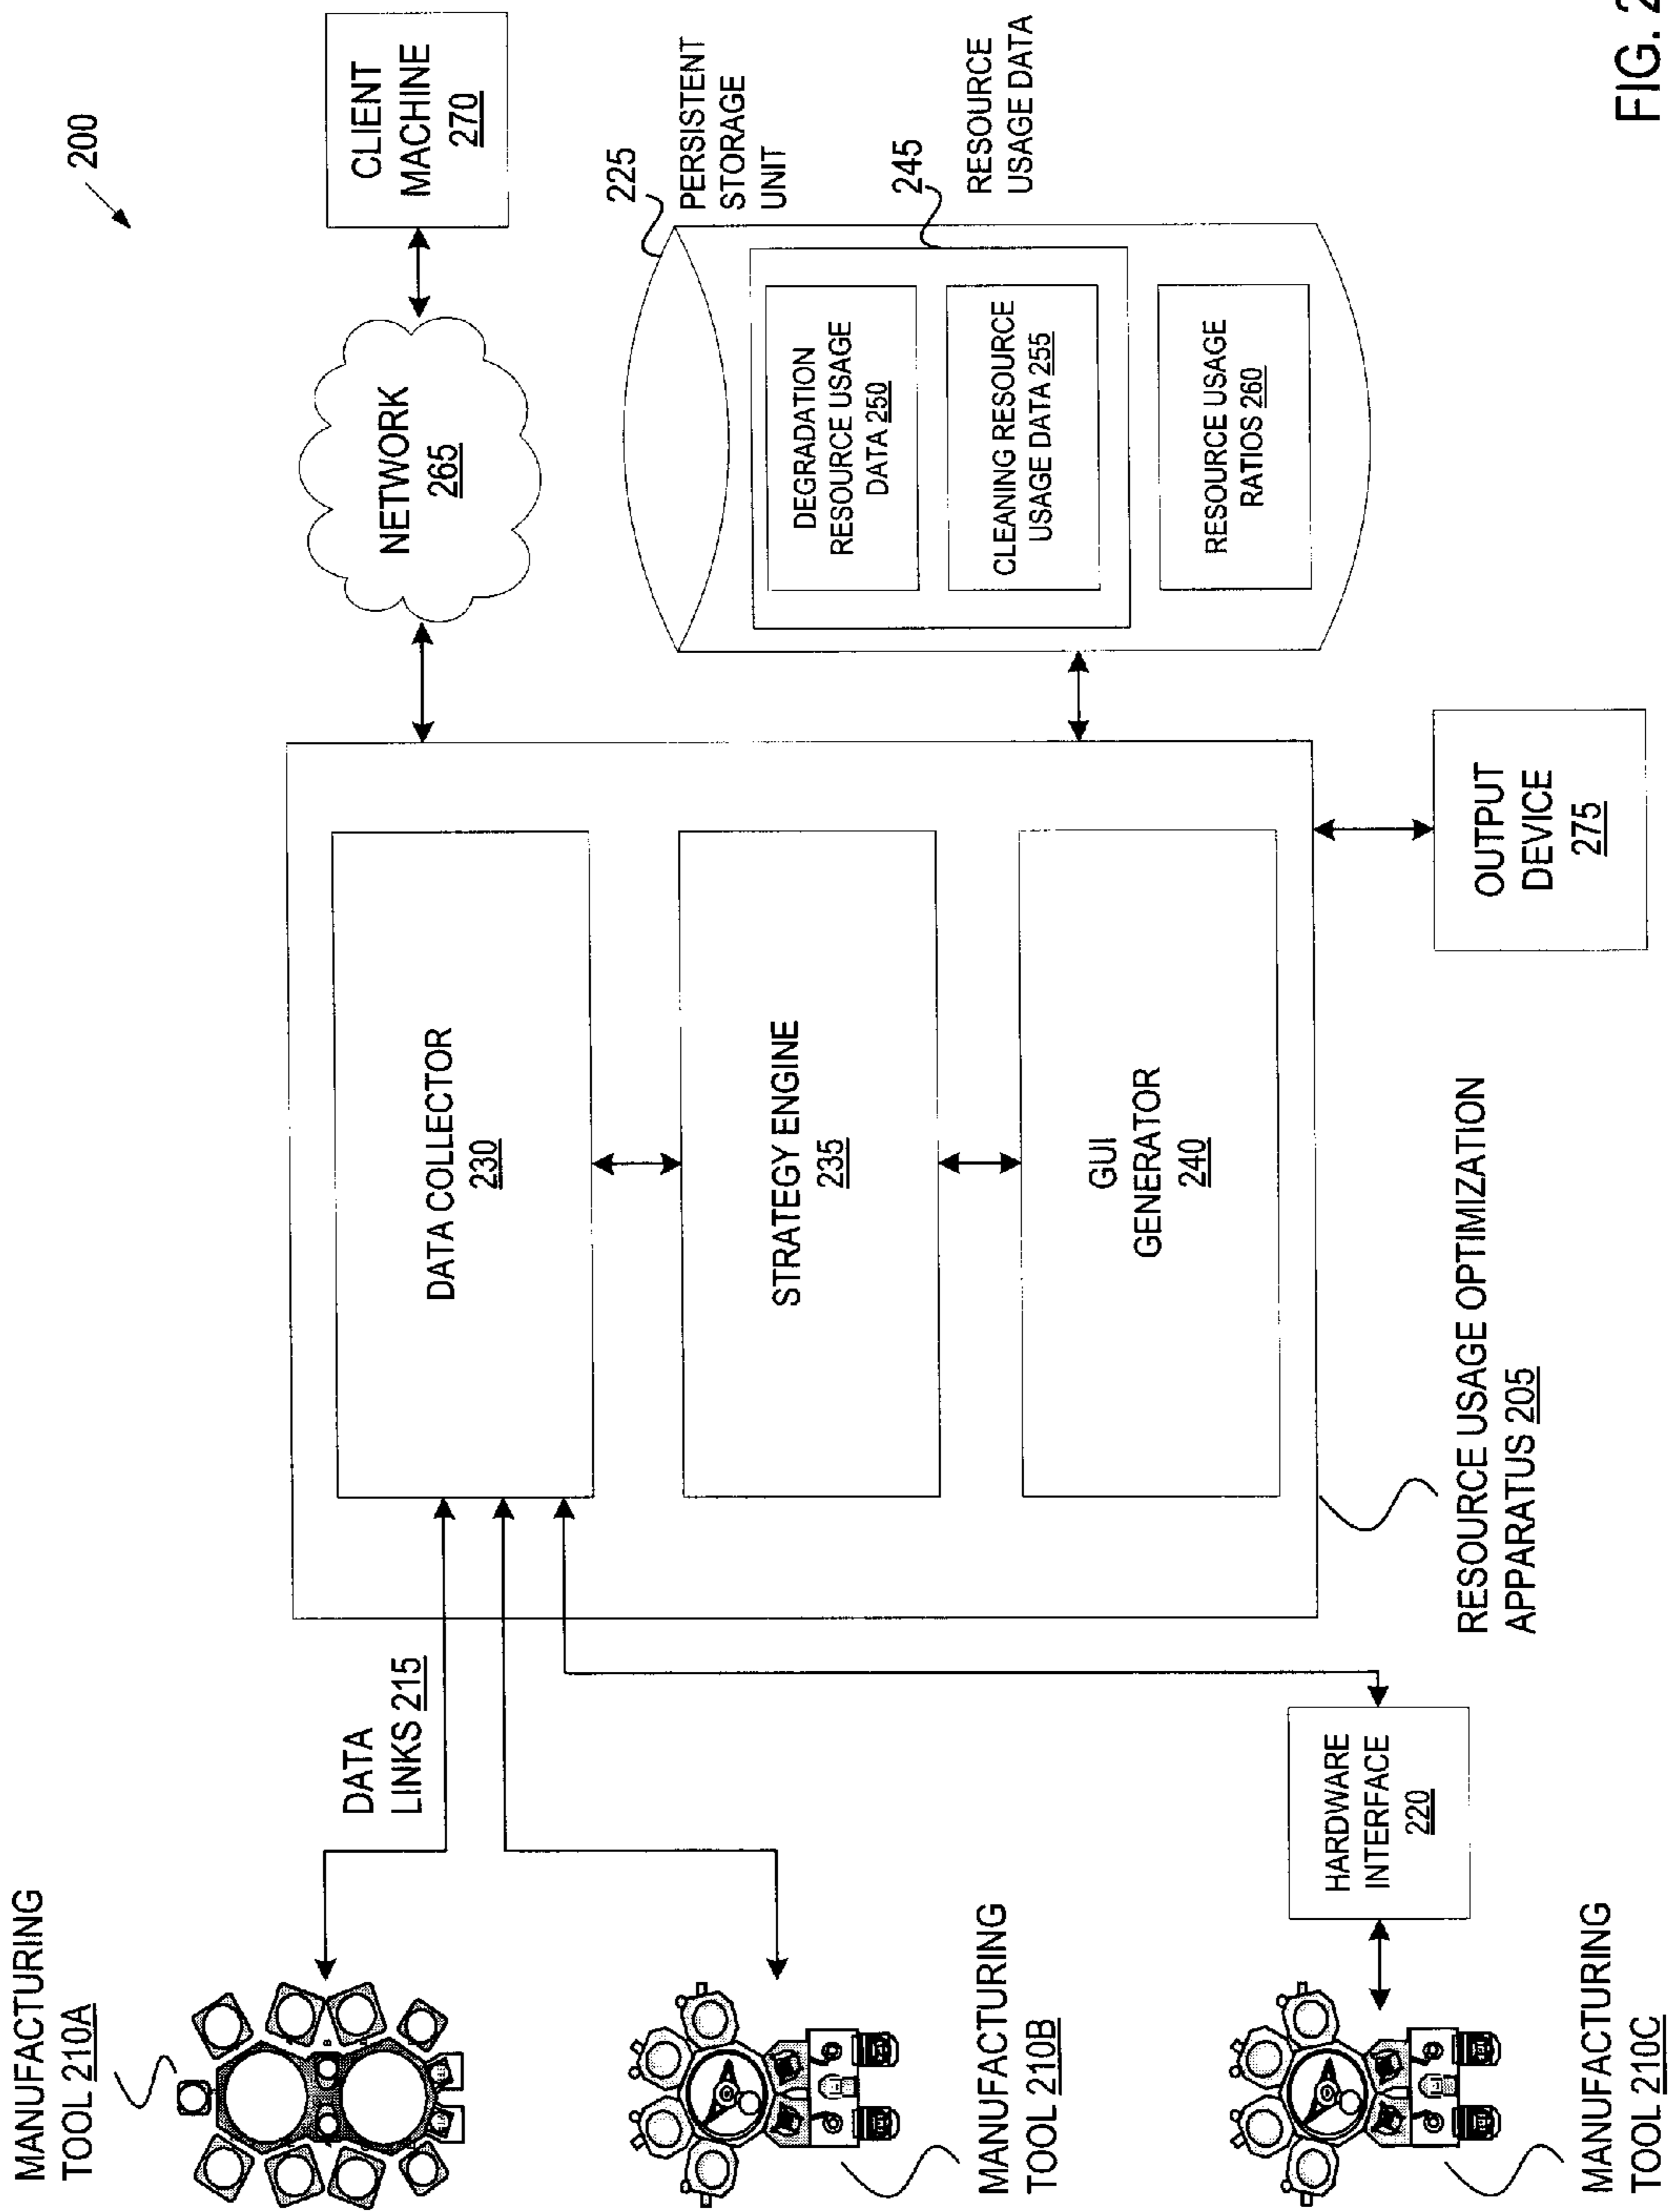 200
MANUFACTURING
TOOL 210A
DATA
LINKS 215
DATA COLLECTOR
230
NETWORK
265
CLIENT
MACHINE
270
MANUFACTURING
TOOL 210B
STRATEGY ENGINE
235
225
PERSISTENT
STORAGE
UNIT
DEGRADATION
RESOURCE USAGE
DATA 250
245
RESOURCE
USAGE DATA
CLEANING RESOURCE
USAGE DATA 255
RESOURCE USAGE
RATIOS 260
GUI
GENERATOR
240
HARDWARE
INTERFACE
220
MANUFACTURING
TOOL 210C
RESOURCE USAGE OPTIMIZATION
APPARATUS 205
OUTPUT
DEVICE
275
FIG. 2